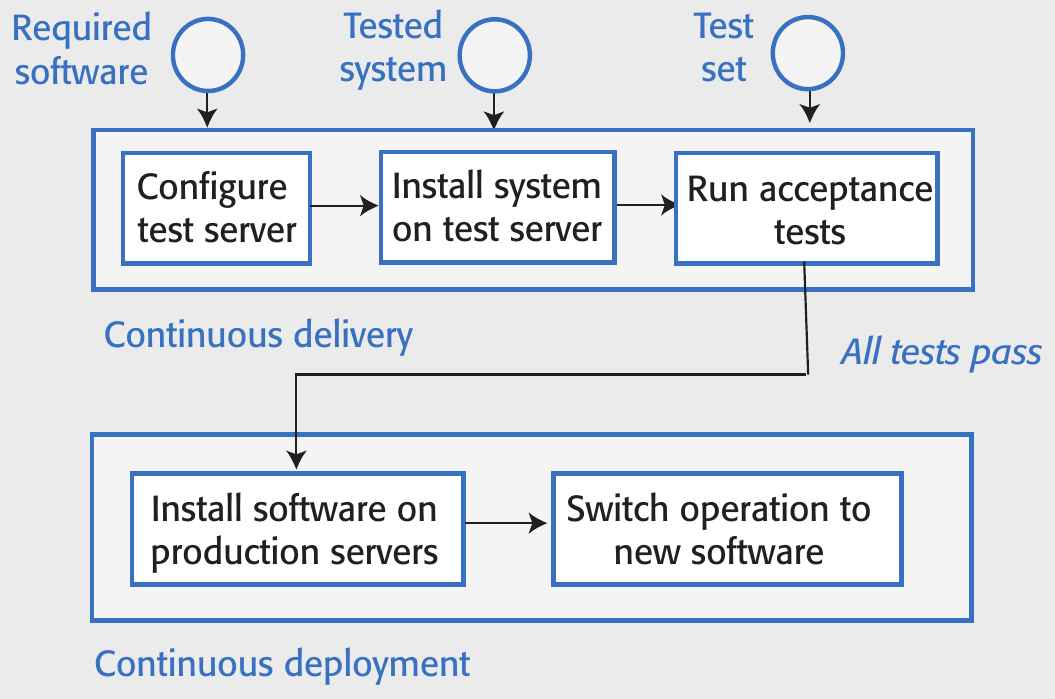 Required
software
Tested
system
Test
set
Configure
test server
Install system
on test server
Run acceptance
tests
Continuous delivery
All tests pass
Install software on
production servers
Switch operation to
new software
Continuous deployment